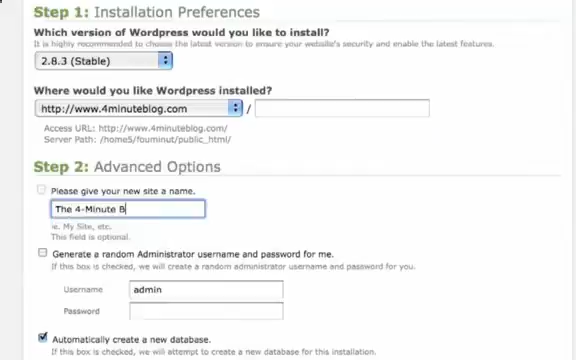 Step 1: Installation Preferences
Which version of Wordpress would you like to install?
It is highly recommended to choose the latest version to ensure your website's security and enable the latest features.
2.8.3 (Stable)
Where would you like Wordpress installed?
http://www.4minuteblog.com /
Access URL: http://www.4minuteblog.com/
Server Path: /home5/fouminut/public_html/
Step 2: Advanced Options
Please give your new site a name.
The 4-Minute B
ie. My Site, etc.
This field is optional.
Generate a random Administrator username and password for me.
If this box is checked, we will create a random administrator username and password for you.
Username admin
Password
Automatically create a new database.
If this box is checked, we will attempt to create a new database for this installation.